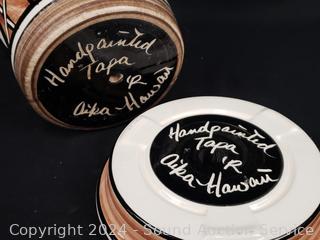 Handpainted
Tapa
'R
Aika Hawaii
Handpainted
Tapa
'R
Aika Hawaii
Copyright 2024 - Sound Auction Service